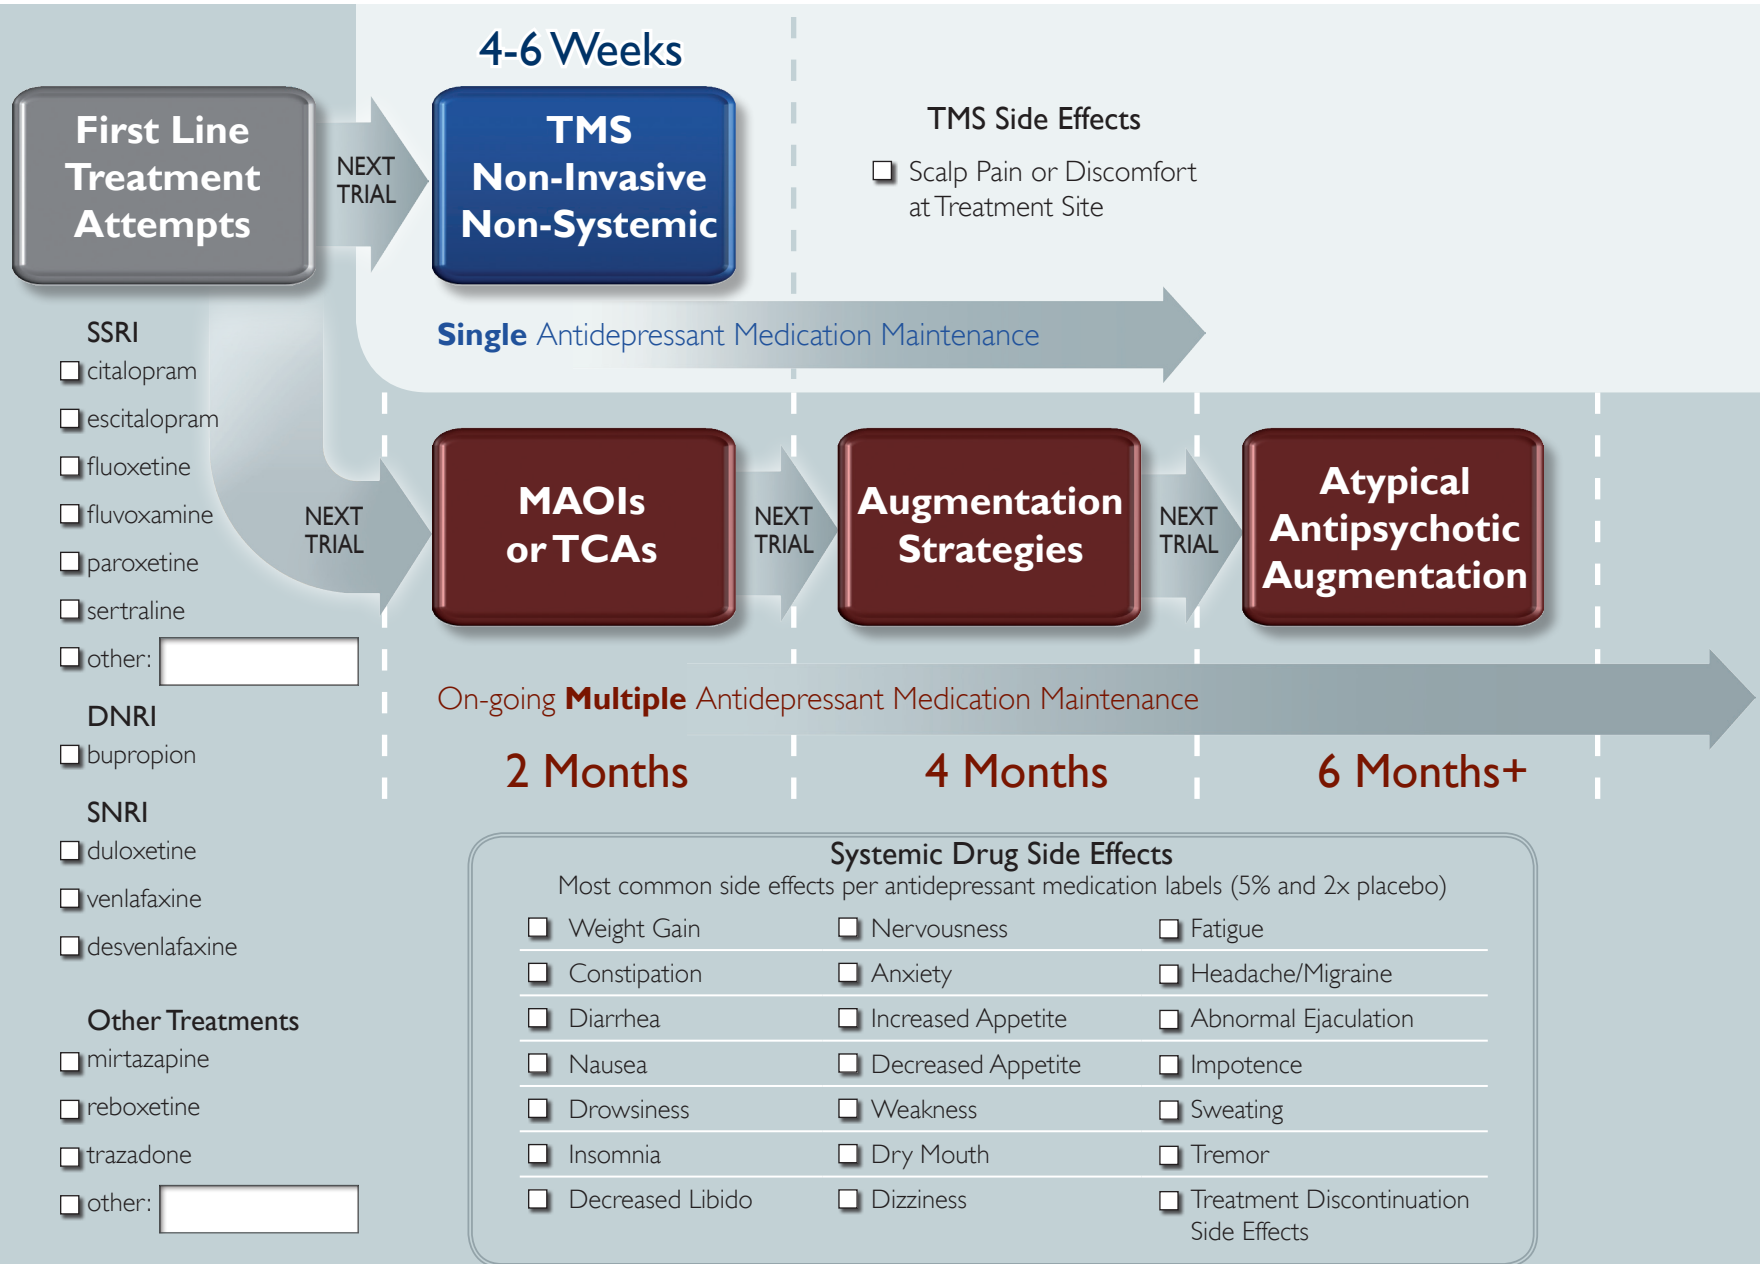 4-6 Weeks
First Line
Treatment
Attempts
NEXT
TRIAL
TMS
Non-Invasive
Non-Systemic
TMS Side Effects
Scalp Pain or Discomfort
at Treatment Site
Single Antidepressant Medication Maintenance
SSRI
citalopram
escitalopram
fluoxetine
fluvoxamine
paroxetine
sertraline
other:
DNRI
bupropion
SNRI
duloxetine
venlafaxine
desvenlafaxine
Other Treatments
mirtazapine
reboxetine
trazadone
other:
NEXT
TRIAL
MAOIs
or TCAs
NEXT
TRIAL
Augmentation
Strategies
NEXT
TRIAL
Atypical
Antipsychotic
Augmentation
On-going Multiple Antidepressant Medication Maintenance
2 Months
4 Months
6 Months+
Systemic Drug Side Effects
Most common side effects per antidepressant medication labels (5% and 2x placebo)
Weight Gain
Nervousness
Fatigue
Constipation
Anxiety
Headache/Migraine
Diarrhea
Increased Appetite
Abnormal Ejaculation
Nausea
Decreased Appetite
Impotence
Drowsiness
Weakness
Sweating
Insomnia
Dry Mouth
Tremor
Decreased Libido
Dizziness
Treatment Discontinuation
Side Effects